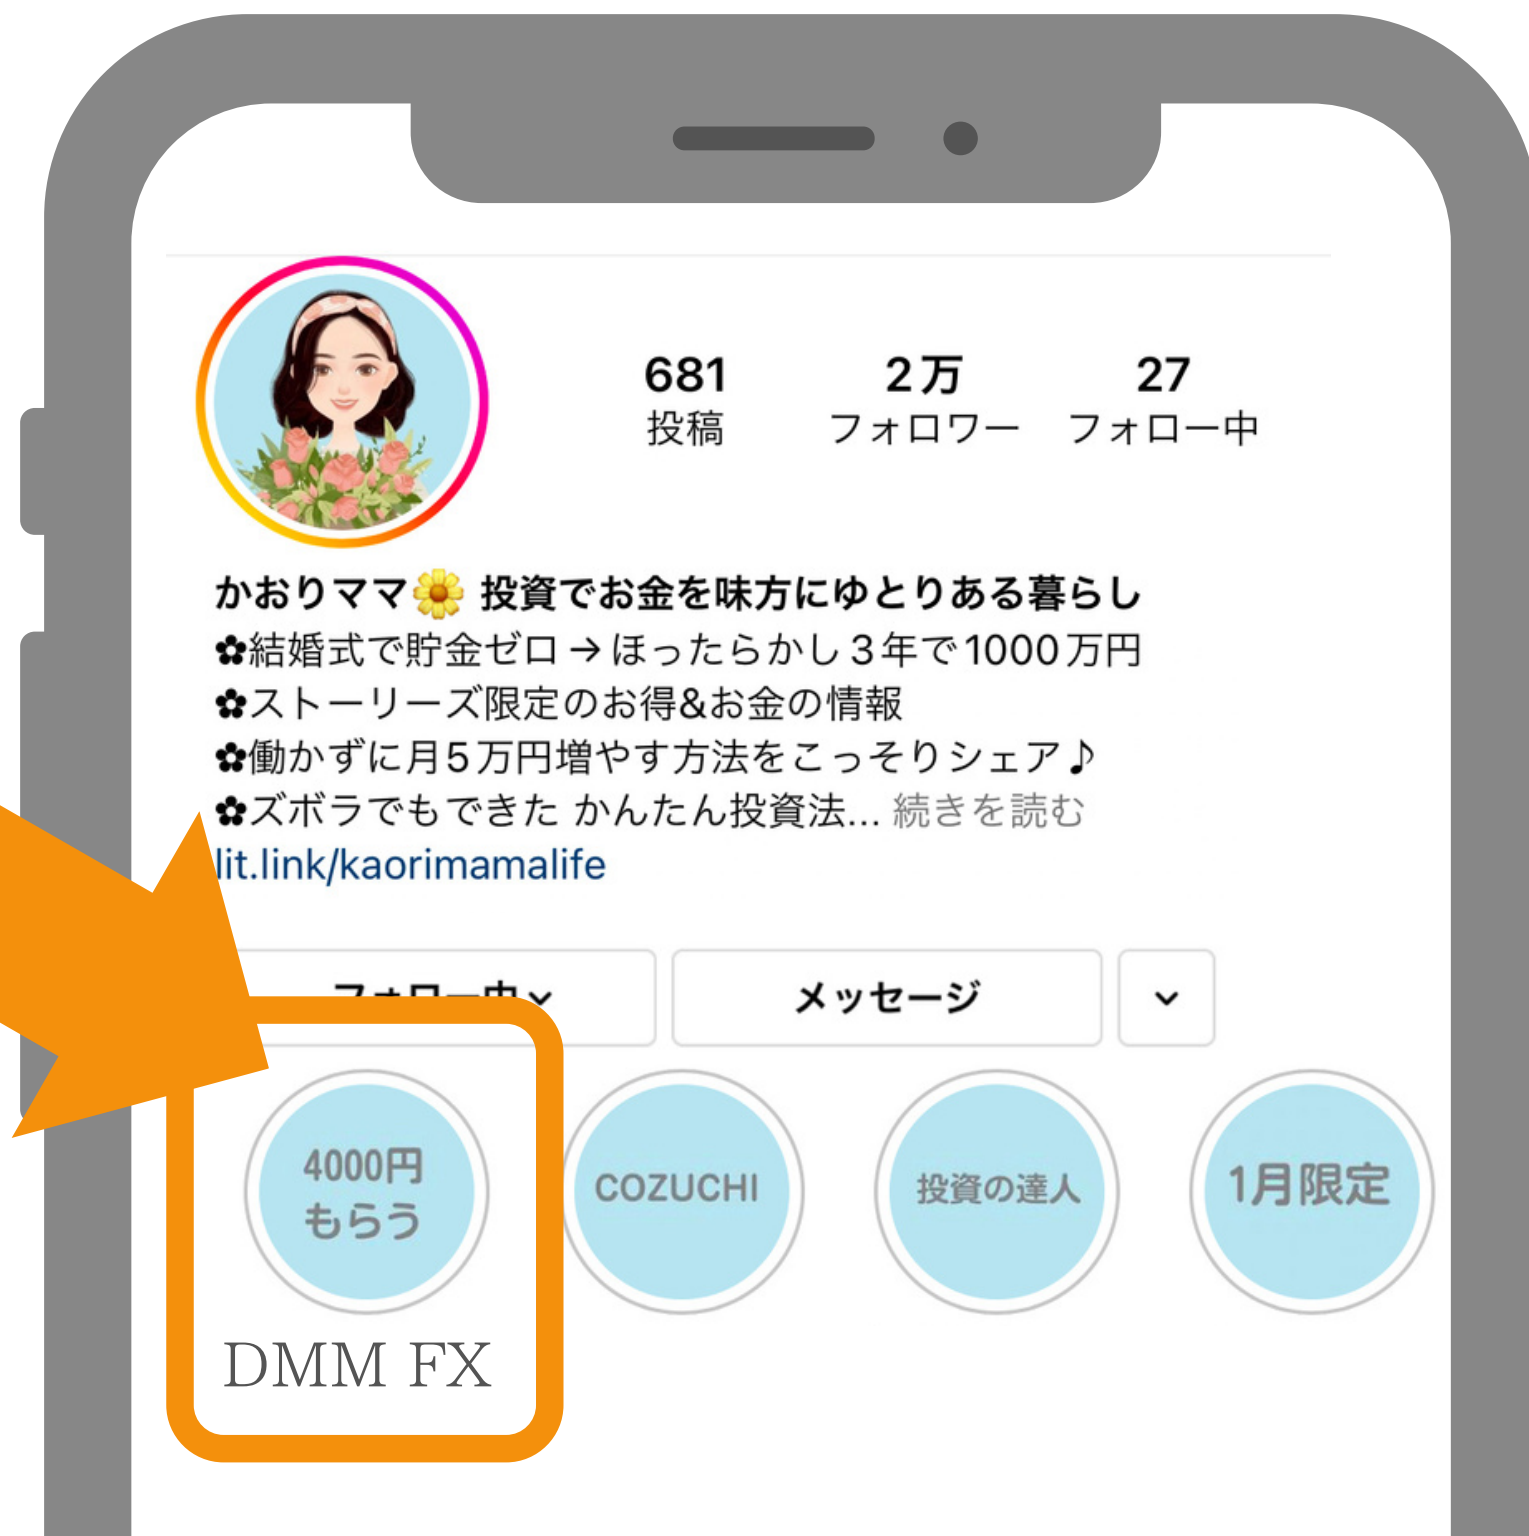 681 2万 27
投稿 フォロワー フォロー中
かおりママ🌼 投資でお金を味方にゆとりある暮らし
✿結婚式で貯金ゼロ→ほったらかし3年で1000万円
✿ストーリーズ限定のお得&お金の情報
✿働かずに月5万円増やす方法をこっそりシェア♪
✿ズボラでもできた かんたん投資法... 続きを読む
lit.link/kaorimamalife
フォロー中 メッセージ
4000円
もらう
COZUCHI
投資の達人
1月限定
DMM FX